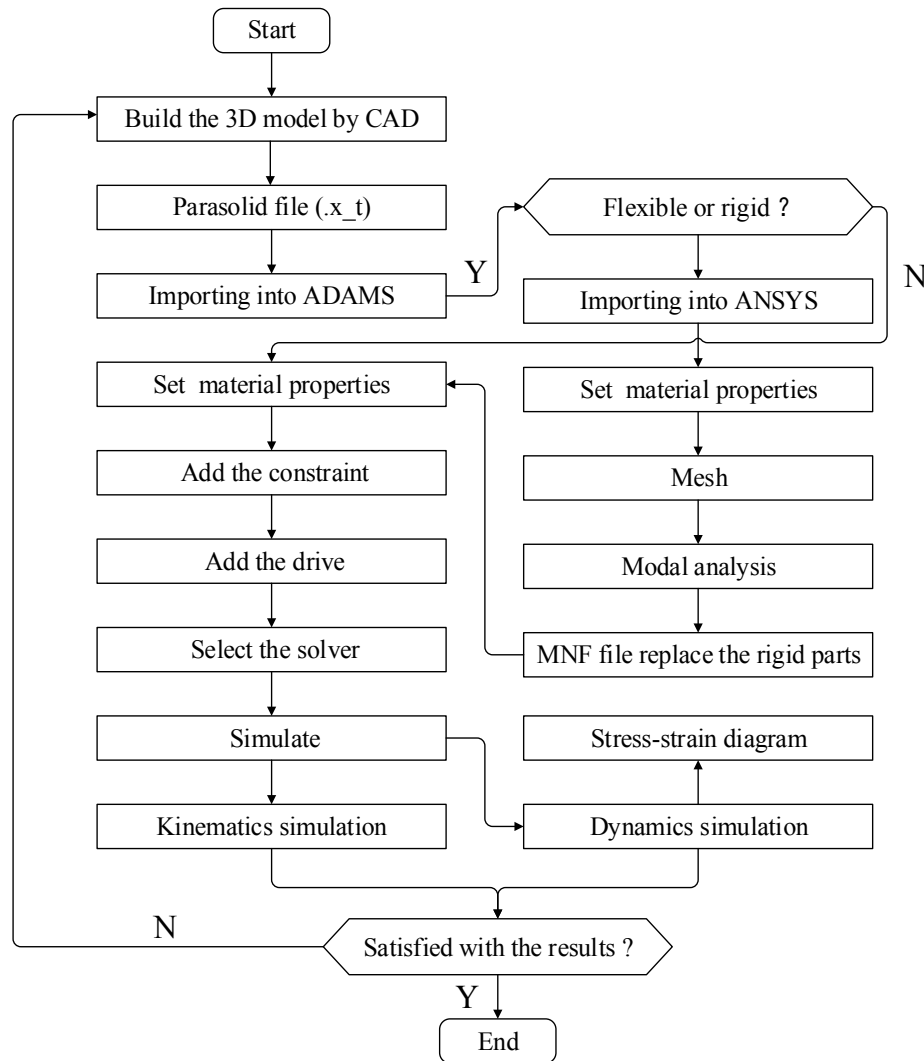 Start
Build the 3D model by CAD
Parasolid file (.x_t)
Importing into ADAMS
Y
Flexible or rigid ?
N
Importing into ANSYS
Set material properties
Set material properties
Add the constraint
Mesh
Add the drive
Modal analysis
Select the solver
MNF file replace the rigid parts
Simulate
Stress-strain diagram
Kinematics simulation
Dynamics simulation
N
Satisfied with the results ?
Y
End